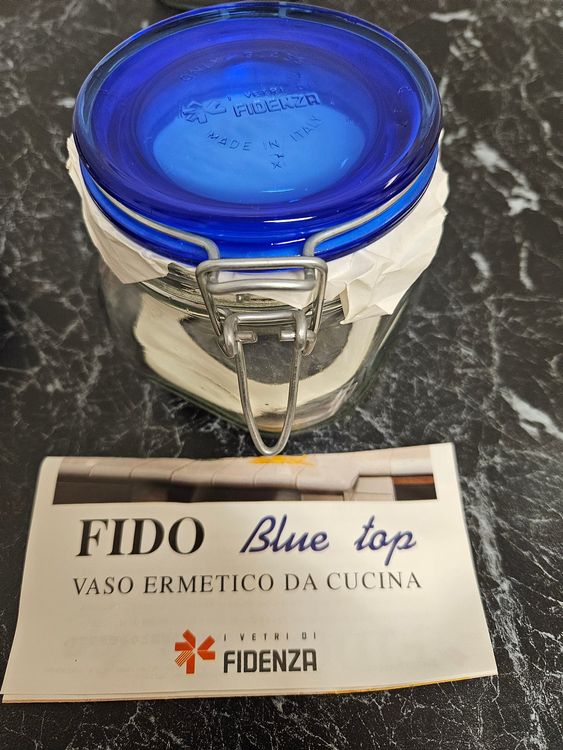 I VETRI DI
FIDENZA
MADE IN ITALY
FIDO Blue top
VASO ERMETICO DA CUCINA
I VETRI DI
FIDENZA